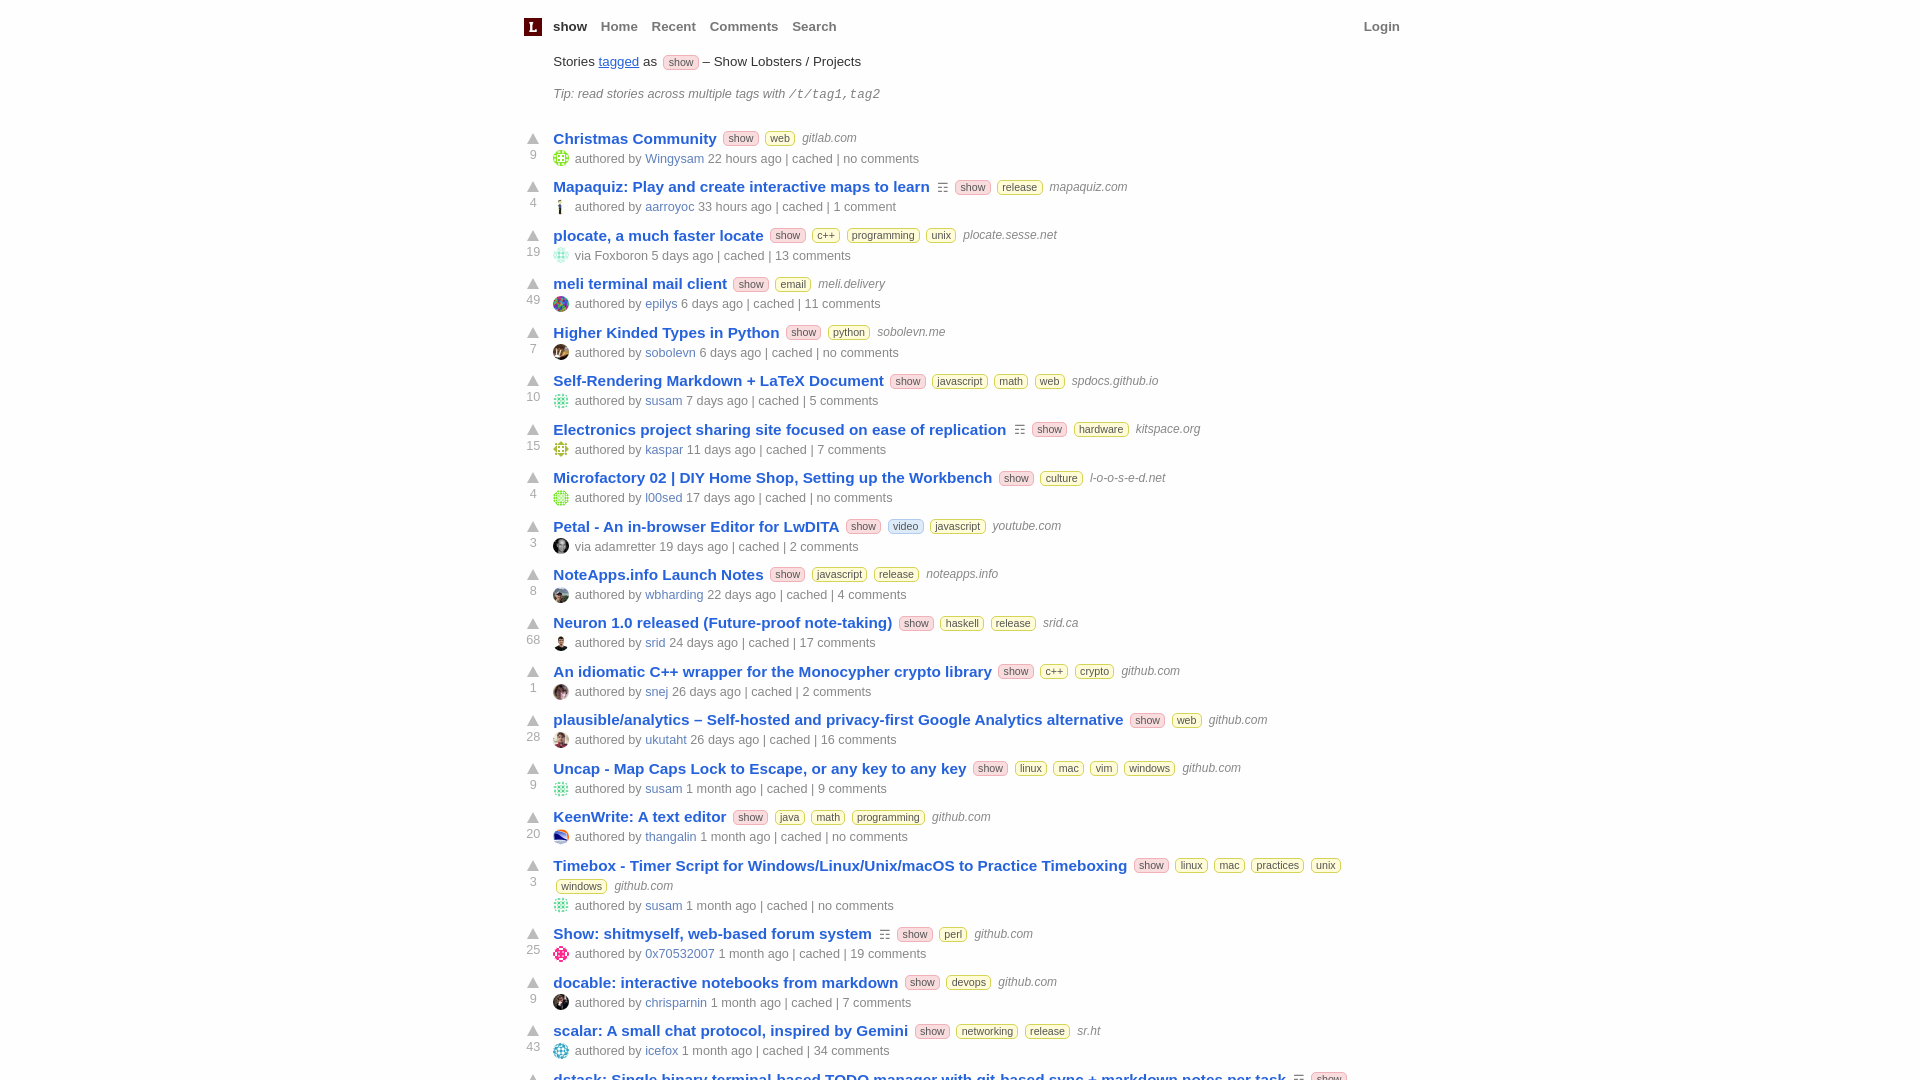 L show Home Recent Comments Search Login
Stories tagged as show – Show Lobsters / Projects
Tip: read stories across multiple tags with /t/tag1,tag2
Christmas Community show web gitlab.com
9 authored by Wingysam 22 hours ago | cached | no comments
Mapaquiz: Play and create interactive maps to learn ☶ show release mapaquiz.com
4 authored by aarroyoc 33 hours ago | cached | 1 comment
plocate, a much faster locate show c++ programming unix plocate.sesse.net
19 via Foxboron 5 days ago | cached | 13 comments
meli terminal mail client show email meli.delivery
49 authored by epilys 6 days ago | cached | 11 comments
Higher Kinded Types in Python show python sobolevn.me
7 authored by sobolevn 6 days ago | cached | no comments
Self-Rendering Markdown + LaTeX Document show javascript math web spdocs.github.io
10 authored by susam 7 days ago | cached | 5 comments
Electronics project sharing site focused on ease of replication ☶ show hardware kitspace.org
15 authored by kaspar 11 days ago | cached | 7 comments
Microfactory 02 | DIY Home Shop, Setting up the Workbench show culture l-o-o-s-e-d.net
4 authored by l00sed 17 days ago | cached | no comments
Petal - An in-browser Editor for LwDITA show video javascript youtube.com
3 via adamretter 19 days ago | cached | 2 comments
NoteApps.info Launch Notes show javascript release noteapps.info
8 authored by wbharding 22 days ago | cached | 4 comments
Neuron 1.0 released (Future-proof note-taking) show haskell release srid.ca
68 authored by srid 24 days ago | cached | 17 comments
An idiomatic C++ wrapper for the Monocypher crypto library show c++ crypto github.com
1 authored by snej 26 days ago | cached | 2 comments
plausible/analytics – Self-hosted and privacy-first Google Analytics alternative show web github.com
28 authored by ukutaht 26 days ago | cached | 16 comments
Uncap - Map Caps Lock to Escape, or any key to any key show linux mac vim windows github.com
9 authored by susam 1 month ago | cached | 9 comments
KeenWrite: A text editor show java math programming github.com
20 authored by thangalin 1 month ago | cached | no comments
Timebox - Timer Script for Windows/Linux/Unix/macOS to Practice Timeboxing show linux mac practices unix
windows github.com
3 authored by susam 1 month ago | cached | no comments
Show: shitmyself, web-based forum system ☶ show perl github.com
25 authored by 0x70532007 1 month ago | cached | 19 comments
docable: interactive notebooks from markdown show devops github.com
9 authored by chrisparnin 1 month ago | cached | 7 comments
scalar: A small chat protocol, inspired by Gemini show networking release sr.ht
43 authored by icefox 1 month ago | cached | 34 comments
dstask: Single binary terminal-based TODO manager with git-based sync + markdown notes per task ☶ show